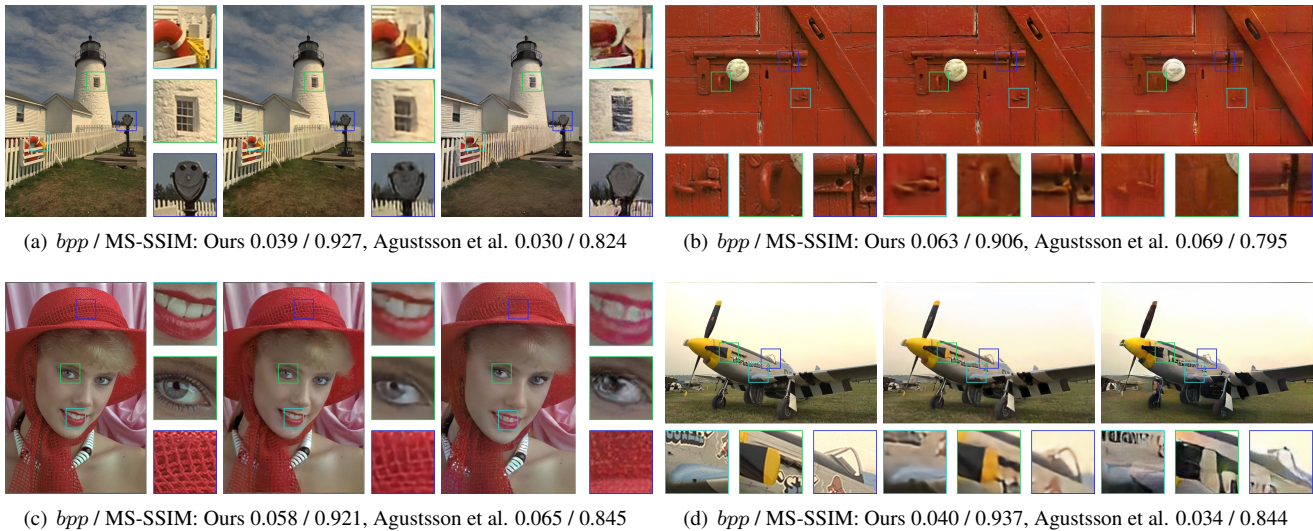 (a) bpp / MS-SSIM: Ours 0.039 / 0.927, Agustsson et al. 0.030 / 0.824
(b) bpp / MS-SSIM: Ours 0.063 / 0.906, Agustsson et al. 0.069 / 0.795
(c) bpp / MS-SSIM: Ours 0.058 / 0.921, Agustsson et al. 0.065 / 0.845
(d) bpp / MS-SSIM: Ours 0.040 / 0.937, Agustsson et al. 0.034 / 0.844